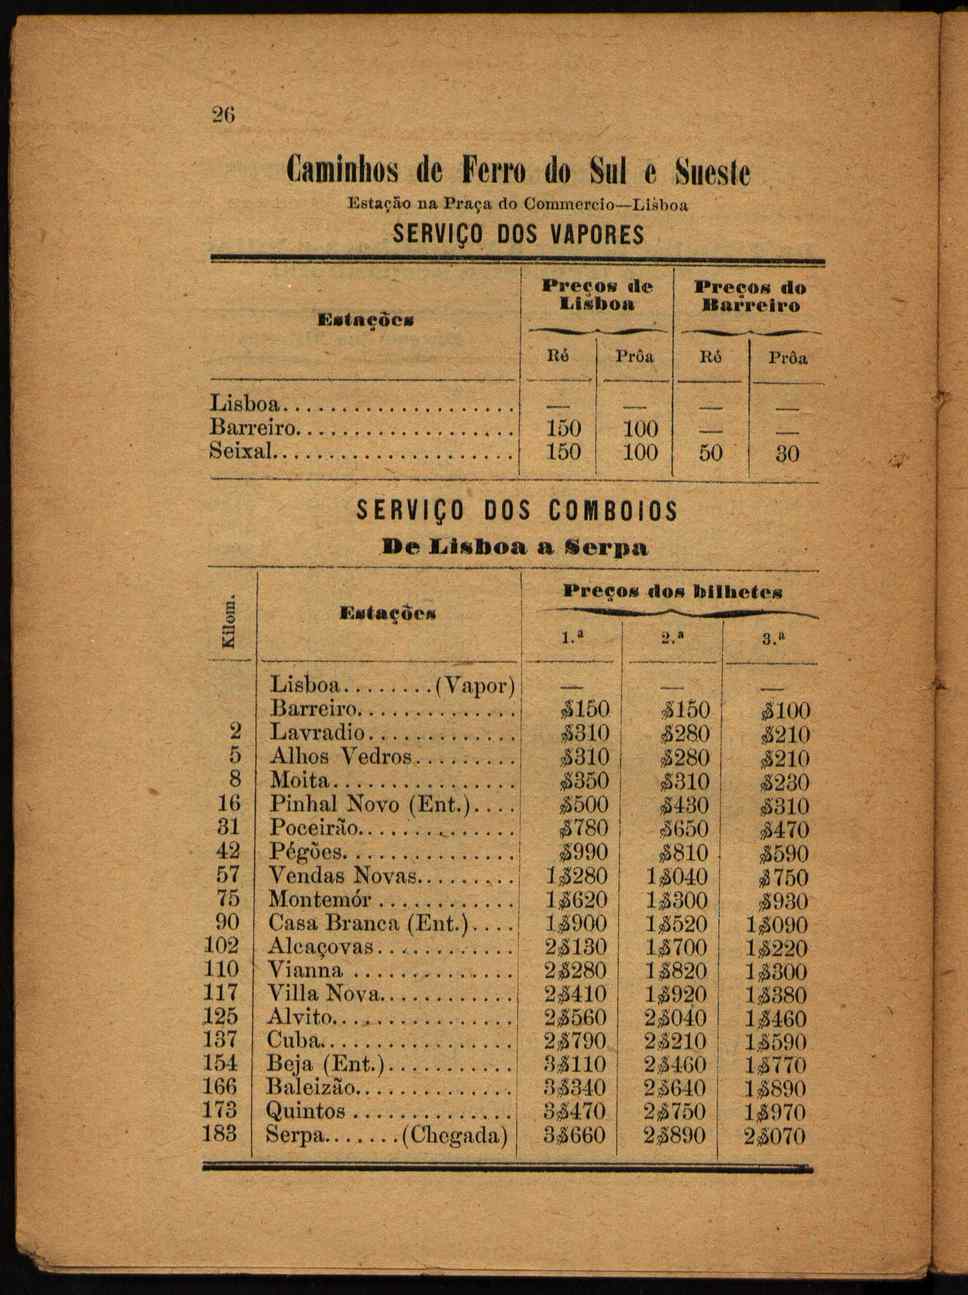 26
Caminhos de Ferro do Sul e Sueste
Estação na Praça do Commercio—Lisboa
SERVIÇO DOS VAPORES
Estações Preços de Lisboa Preços do Barreiro
Ré Prôa Ré Prôa
Lisboa.................... — — — —
Barreiro................... 150 100 — —
Seixal..................... 150 100 50 30
SERVIÇO DOS COMBOIOS
De Lisboa a Serpa
Kilom. Estações Preços dos bilhetes
1.ª 2.ª 3.ª
Lisboa........(Vapor) — — —
Barreiro.............. $150 $150 $100
2 Lavradio............. $310 $280 $210
5 Alhos Vedros......... $310 $280 $210
8 Moita................ $350 $310 $230
16 Pinhal Novo (Ent.).... $500 $430 $310
31 Poceirão.............. $780 $650 $470
42 Pégões............... $990 $810 $590
57 Vendas Novas......... 1$280 1$040 $750
75 Montemór ............ 1$620 1$300 $930
90 Casa Branca (Ent.).... 1$900 1$520 1$090
102 Alcaçovas............ 2$130 1$700 1$220
110 Vianna .............. 2$280 1$820 1$300
117 Villa Nova............ 2$410 1$920 1$380
125 Alvito................ 2$560 2$040 1$460
137 Cuba................. 2$790 2$210 1$590
154 Beja (Ent.)........... 3$110 2$460 1$770
166 Baleizão.............. 3$340 2$640 1$890
173 Quintos .............. 3$470 2$750 1$970
183 Serpa.......(Chegada) 3$660 2$890 2$070